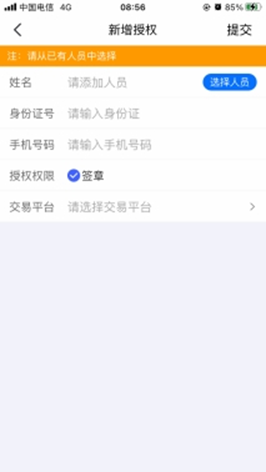 中国电信 4G 08:56 85%
新增授权 提交
注：请从已有人员中选择
姓名 请添加人员 选择人员
身份证号 请输入身份证
手机号码 请输入手机号码
授权权限 签章
交易平台 请选择交易平台